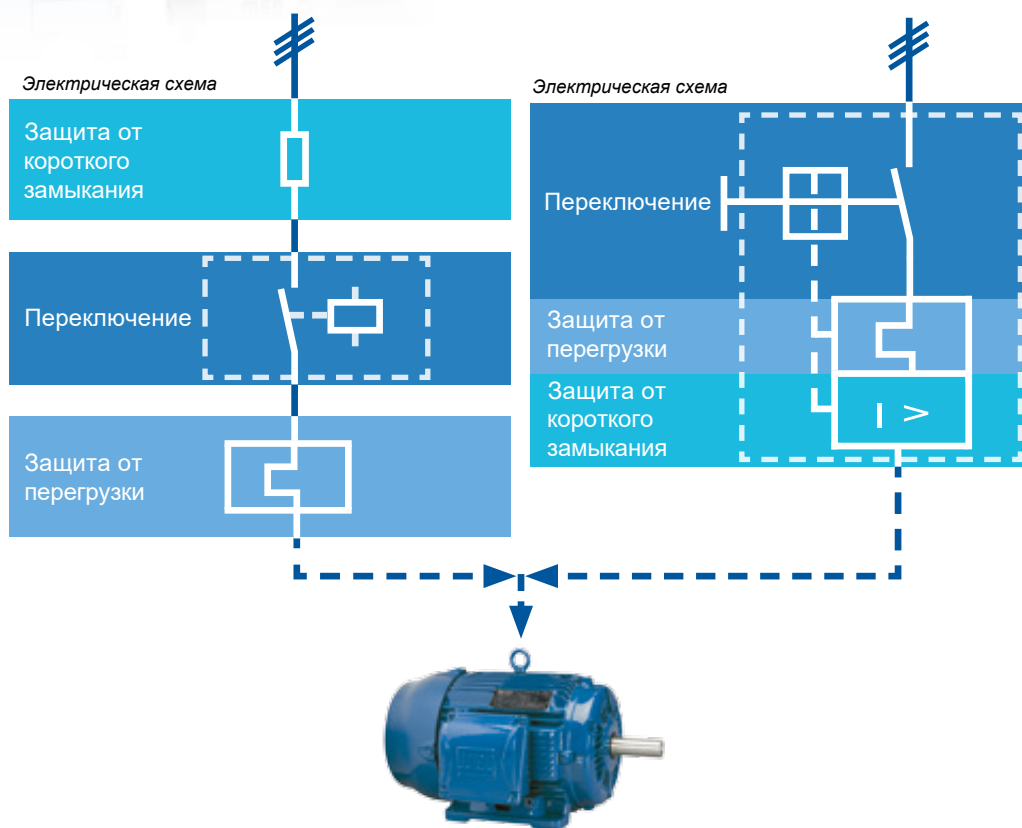 Электрическая схема
Защита от
короткого
замыкания
Переключение
Защита от
перегрузки
Электрическая схема
Переключение
Защита от
перегрузки
Защита от
короткого
замыкания
I >